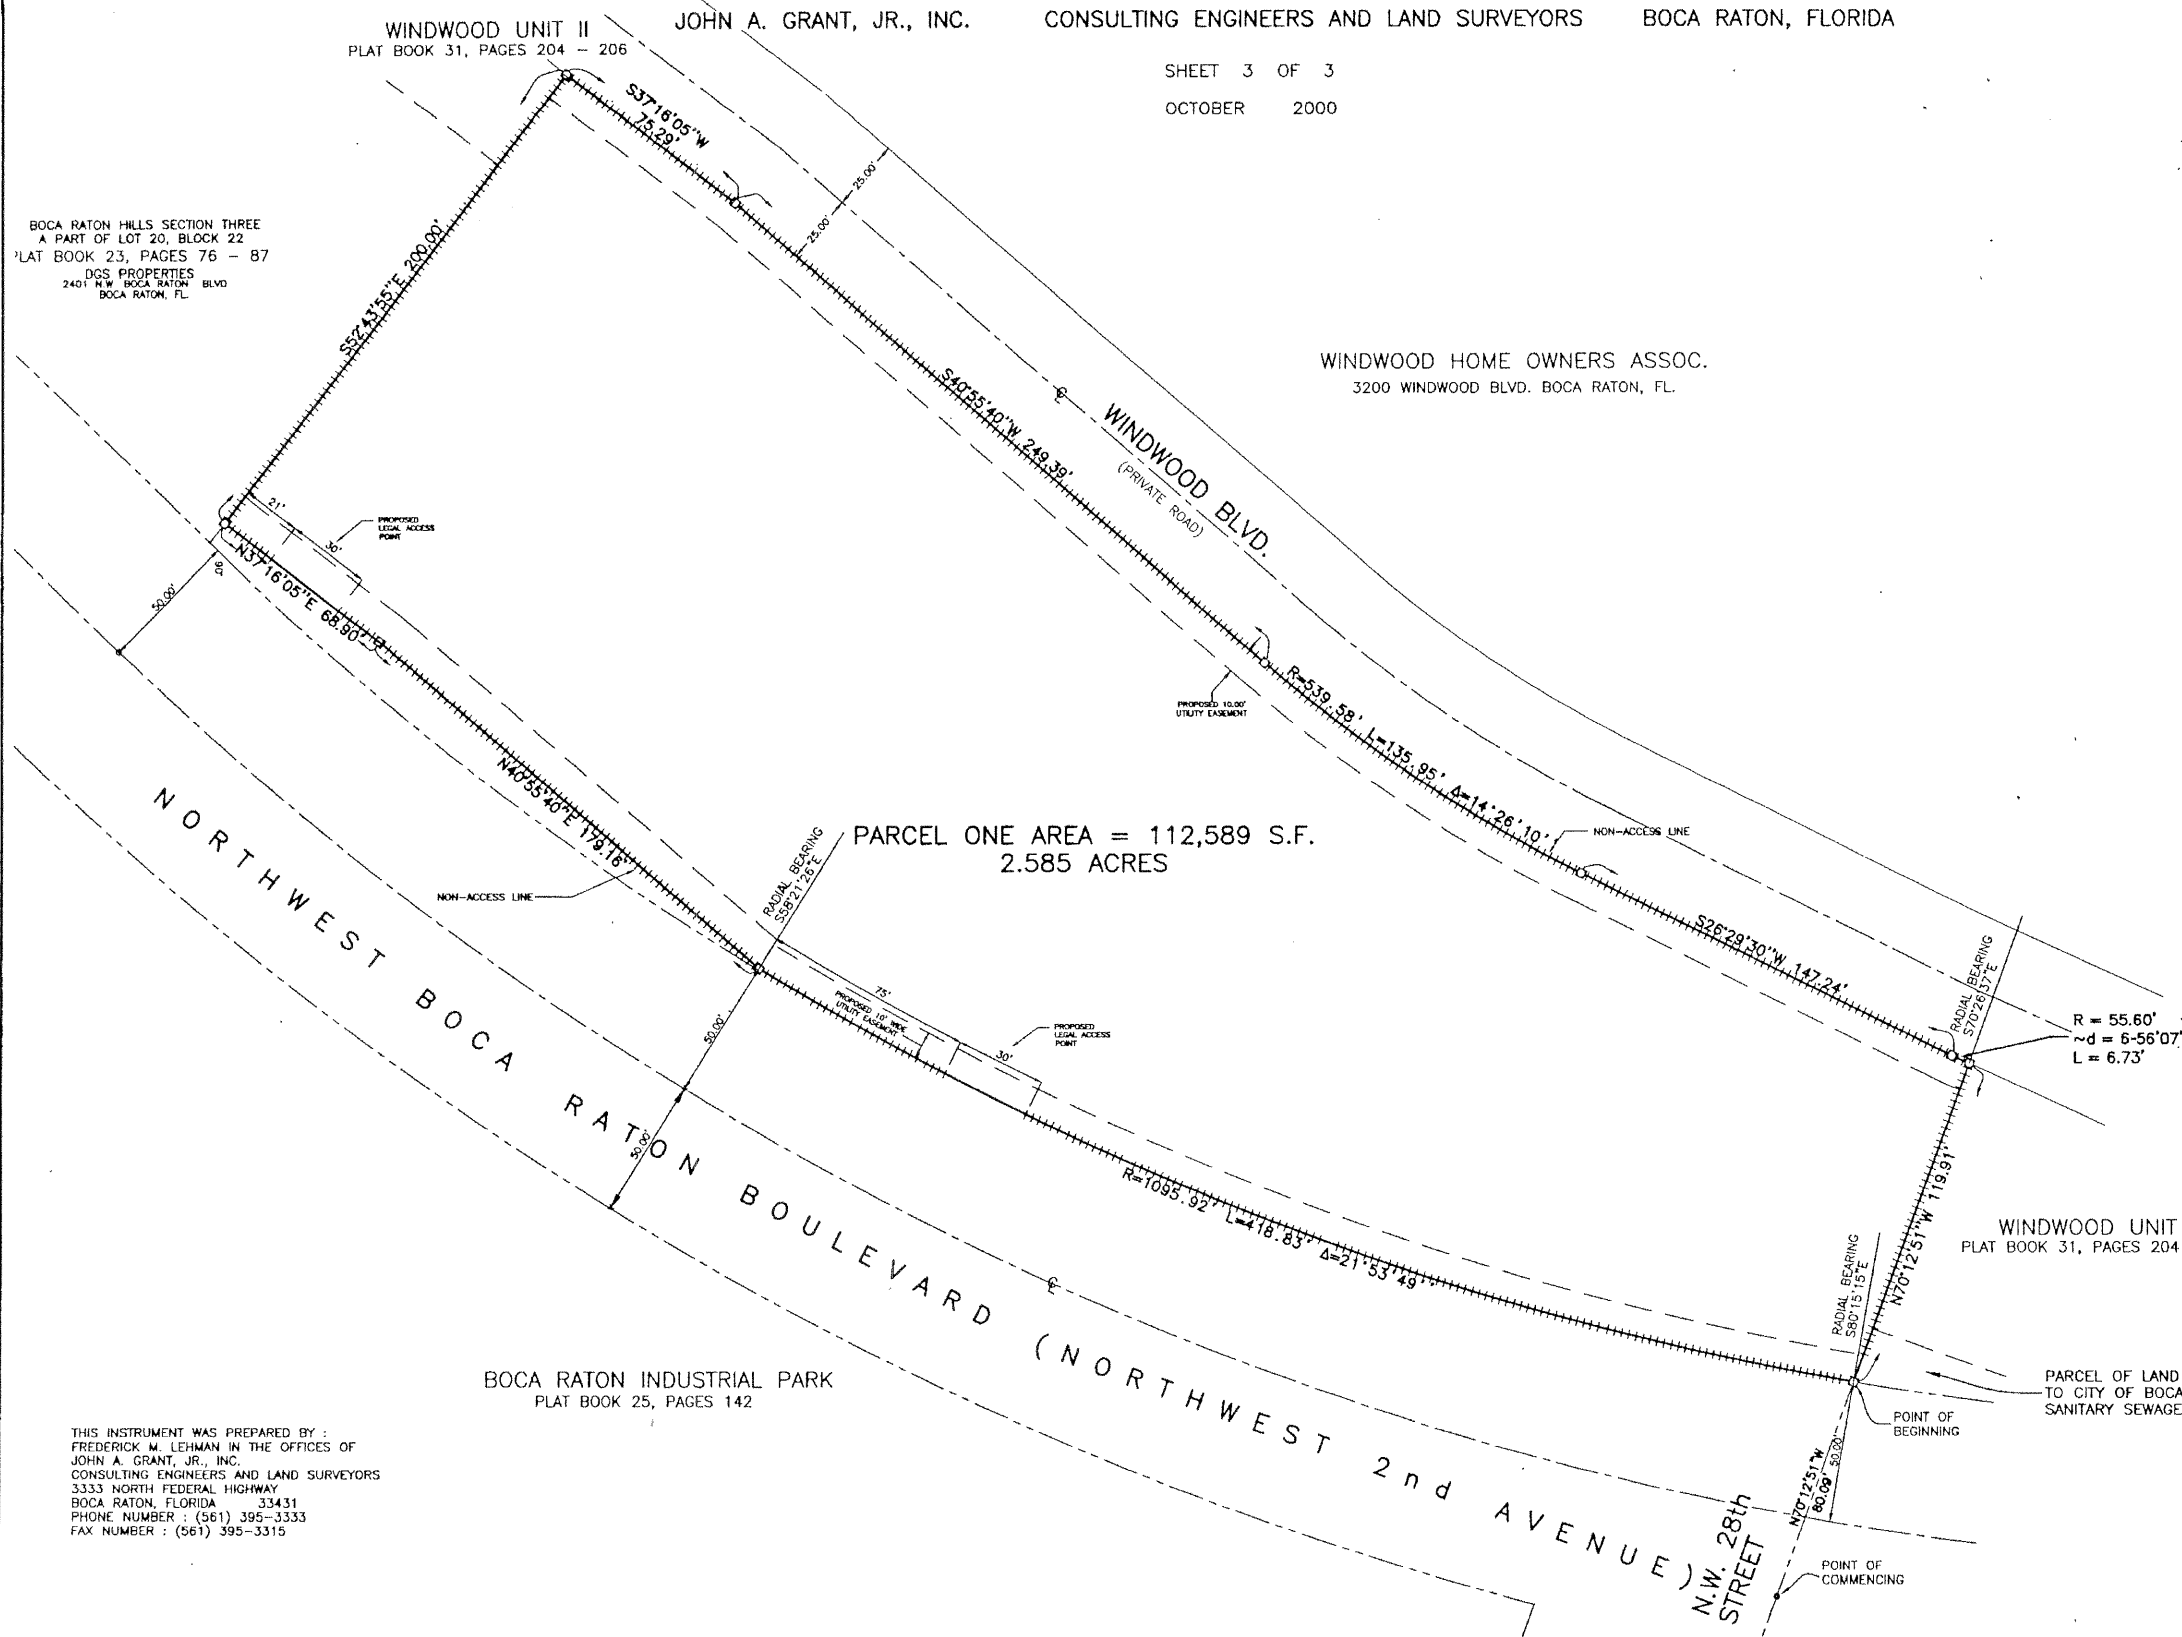 JOHN A. GRANT, JR., INC. CONSULTING ENGINEERS AND LAND SURVEYORS BOCA RATON, FLORIDA
SHEET 3 OF 3
OCTOBER 2000
WINDWOOD UNIT II
PLAT BOOK 31, PAGES 204 - 206
S37°16'05"W
75.29'
25.00'
25.00'
BOCA RATON HILLS SECTION THREE
A PART OF LOT 20, BLOCK 22
PLAT BOOK 23, PAGES 76 - 87
DGS PROPERTIES
2401 N.W. BOCA RATON BLVD
BOCA RATON, FL.
S52°43'55"E 200.00'
S40°55'40"W 249.39'
WINDWOOD HOME OWNERS ASSOC.
3200 WINDWOOD BLVD. BOCA RATON, FL.
WINDWOOD BLVD.
(PRIVATE ROAD)
21'
30'
PROPOSED
LEGAL ACCESS
POINT
.90'
50.00'
N37°16'05"E 68.90'
N40°55'40"E 179.16'
NON-ACCESS LINE
PROPOSED 10.00'
UTILITY EASEMENT
R=539.58' L=135.95' Δ=14°26'10"
NON-ACCESS LINE
PARCEL ONE AREA = 112,589 S.F.
2.585 ACRES
RADIAL BEARING
S58°21'26"E
75'
PROPOSED 10' WIDE
UTILITY EASEMENT
30'
PROPOSED
LEGAL ACCESS
POINT
50.00'
50.00'
S26°29'30"W 147.24'
RADIAL BEARING
S70°26'37"E
R = 55.60'
~d = 6-56'07"
L = 6.73'
R=1095.92' L=418.83' Δ=21°53'49"
N70°12'51"W 119.91'
WINDWOOD UNIT
PLAT BOOK 31, PAGES 204
RADIAL BEARING
S80°15'15"E
PARCEL OF LAND
TO CITY OF BOCA
SANITARY SEWAGE
POINT OF
BEGINNING
N70°12'51"W
80.09'
50.00'
POINT OF
COMMENCING
N.W. 28th
STREET
NORTHWEST BOCA RATON BOULEVARD (NORTHWEST 2nd AVENUE)
BOCA RATON INDUSTRIAL PARK
PLAT BOOK 25, PAGES 142
THIS INSTRUMENT WAS PREPARED BY :
FREDERICK M. LEHMAN IN THE OFFICES OF
JOHN A. GRANT, JR., INC.
CONSULTING ENGINEERS AND LAND SURVEYORS
3333 NORTH FEDERAL HIGHWAY
BOCA RATON, FLORIDA 33431
PHONE NUMBER : (561) 395-3333
FAX NUMBER : (561) 395-3315